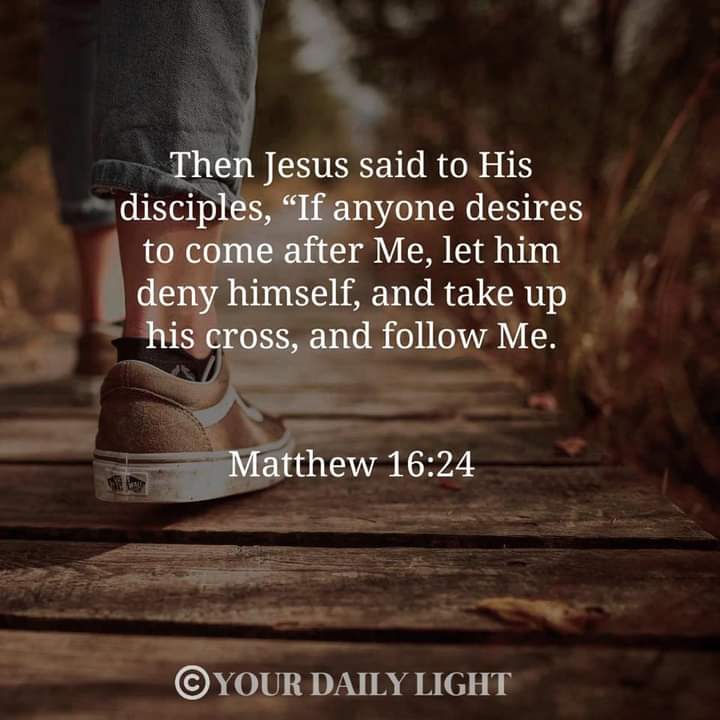 Then Jesus said to His
disciples, “If anyone desires
to come after Me, let him
deny himself, and take up
his cross, and follow Me.
Matthew 16:24
VANS
©YOUR DAILY LIGHT